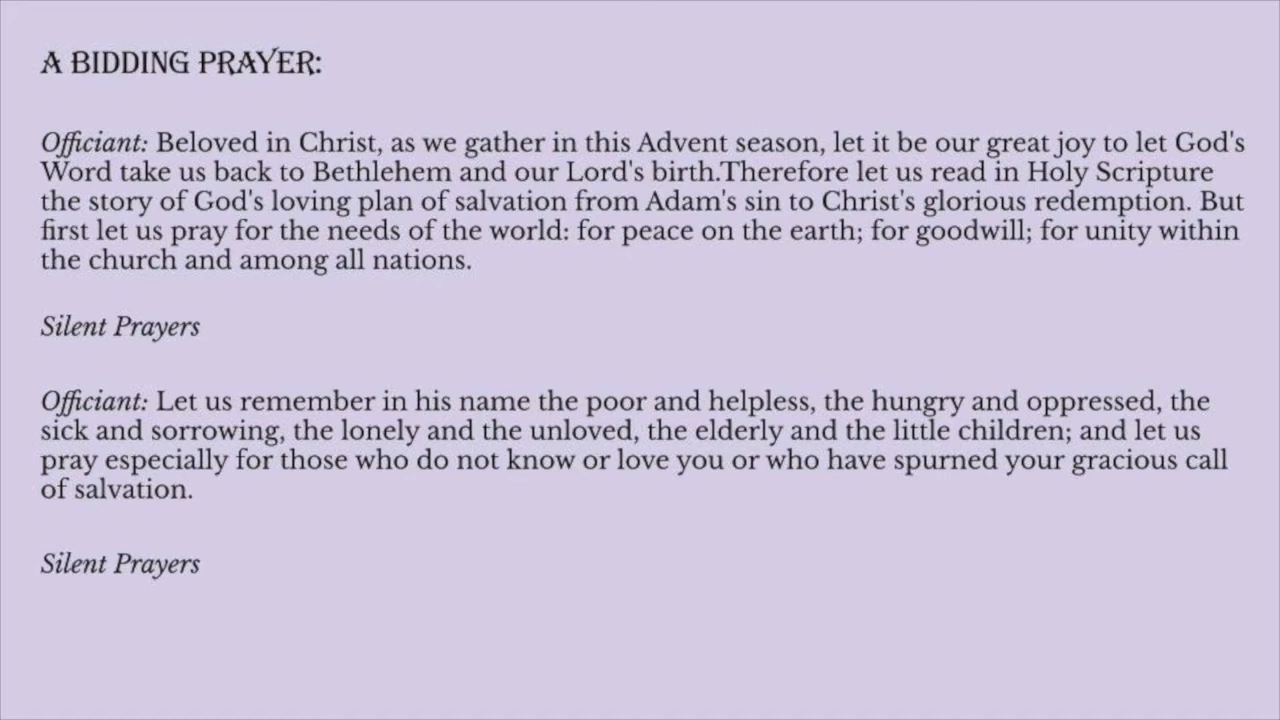 A BIDDING PRAYER:
Officiant: Beloved in Christ, as we gather in this Advent season, let it be our great joy to let God's
Word take us back to Bethlehem and our Lord's birth.Therefore let us read in Holy Scripture
the story of God's loving plan of salvation from Adam's sin to Christ's glorious redemption. But
first let us pray for the needs of the world: for peace on the earth; for goodwill; for unity within
the church and among all nations.
Silent Prayers
Officiant: Let us remember in his name the poor and helpless, the hungry and oppressed, the
sick and sorrowing, the lonely and the unloved, the elderly and the little children; and let us
pray especially for those who do not know or love you or who have spurned your gracious call
of salvation.
Silent Prayers